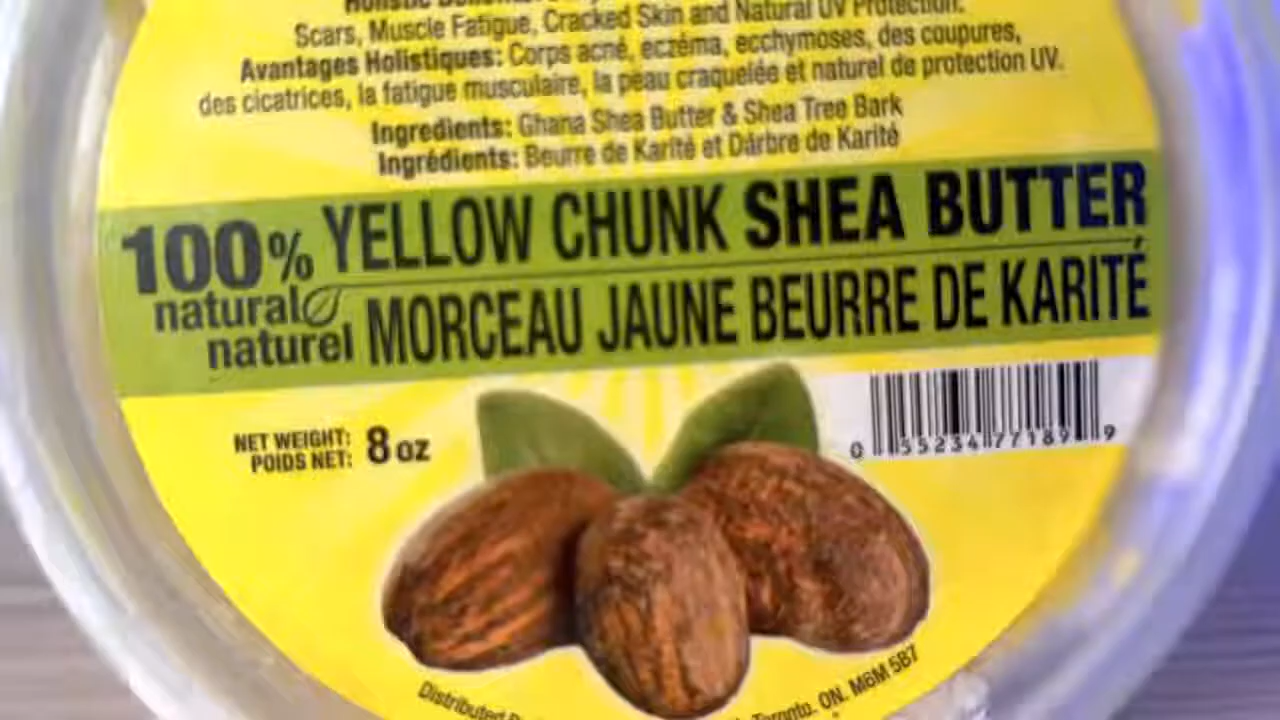 Holistic
Scars, Muscle Fatigue, Cracked Skin and Natural UV Protection.
Avantages Holistiques: Corps acné, eczéma, ecchymoses, des coupures,
des cicatrices, la fatigue musculaire, la peau craquelée et naturel de protection UV.
Ingredients: Ghana Shea Butter & Shea Tree Bark
Ingrédients: Beurre de Karité et Dárbre de Karité
100% natural naturel
YELLOW CHUNK SHEA BUTTER
MORCEAU JAUNE BEURRE DE KARITÉ
NET WEIGHT:
POIDS NET: 8 oz
0 55234 77189 9
Distributed
Toronto, ON. M6M 5B7